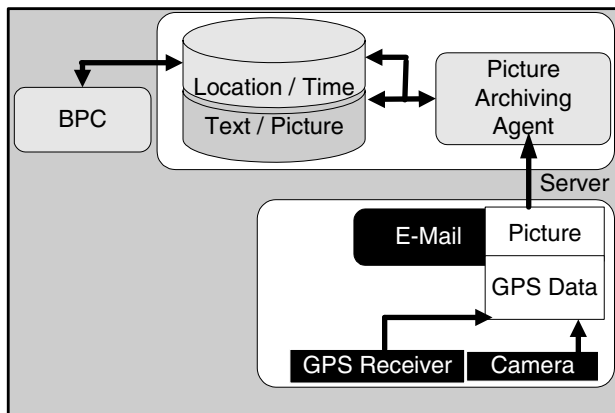 Location / Time
Text / Picture
BPC
Picture
Archiving
Agent
Server
E-Mail
Picture
GPS Data
GPS Receiver
Camera